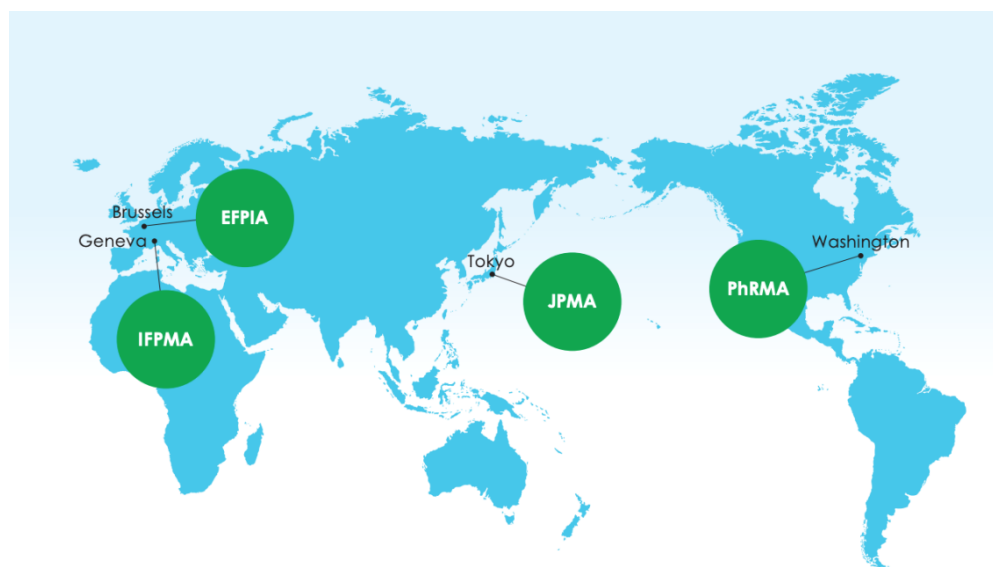 Brussels
EFPIA
Geneva
IFPMA
Tokyo
JPMA
Washington
PhRMA